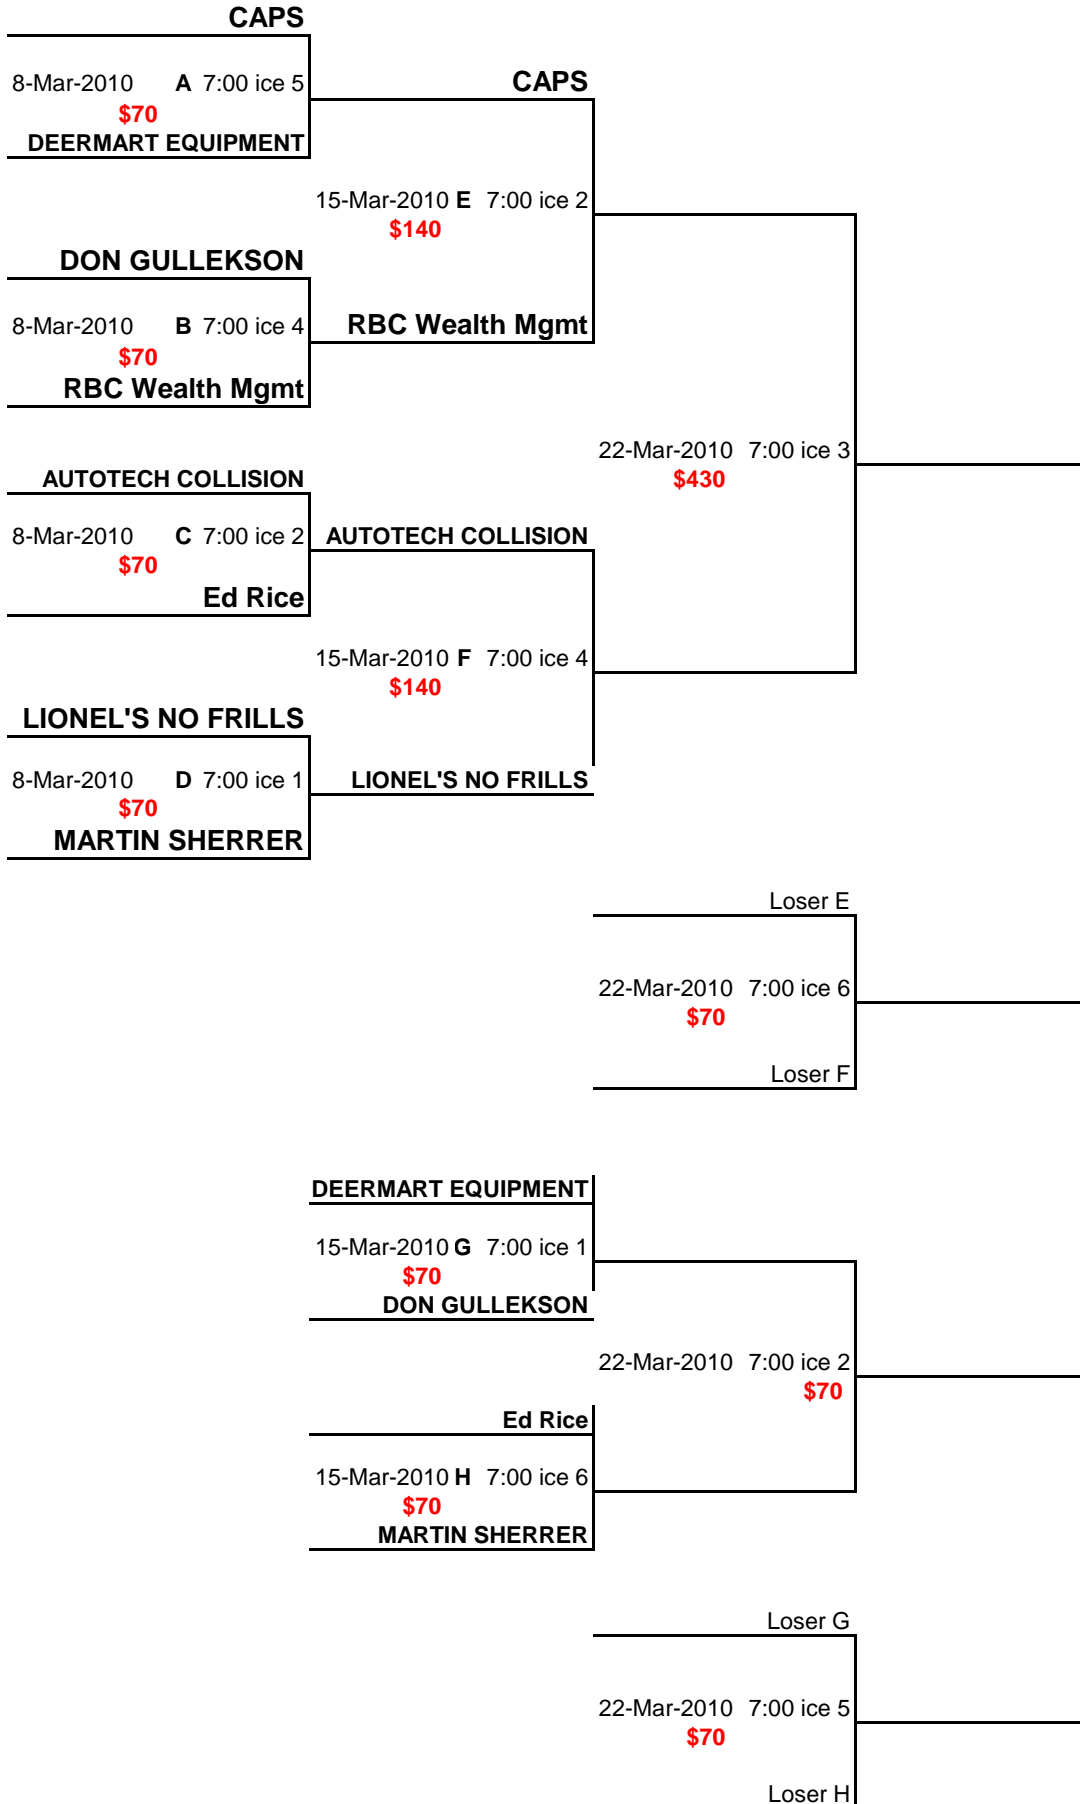 CAPS
8-Mar-2010 A 7:00 ice 5
CAPS
$70
DEERMART EQUIPMENT
15-Mar-2010 E 7:00 ice 2
$140
DON GULLEKSON
8-Mar-2010 B 7:00 ice 4
RBC Wealth Mgmt
$70
RBC Wealth Mgmt
22-Mar-2010 7:00 ice 3
$430
AUTOTECH COLLISION
8-Mar-2010 C 7:00 ice 2
AUTOTECH COLLISION
$70
Ed Rice
15-Mar-2010 F 7:00 ice 4
$140
LIONEL'S NO FRILLS
8-Mar-2010 D 7:00 ice 1
LIONEL'S NO FRILLS
$70
MARTIN SHERRER
Loser E
22-Mar-2010 7:00 ice 6
$70
Loser F
DEERMART EQUIPMENT
15-Mar-2010 G 7:00 ice 1
$70
DON GULLEKSON
22-Mar-2010 7:00 ice 2
$70
Ed Rice
15-Mar-2010 H 7:00 ice 6
$70
MARTIN SHERRER
Loser G
22-Mar-2010 7:00 ice 5
$70
Loser H